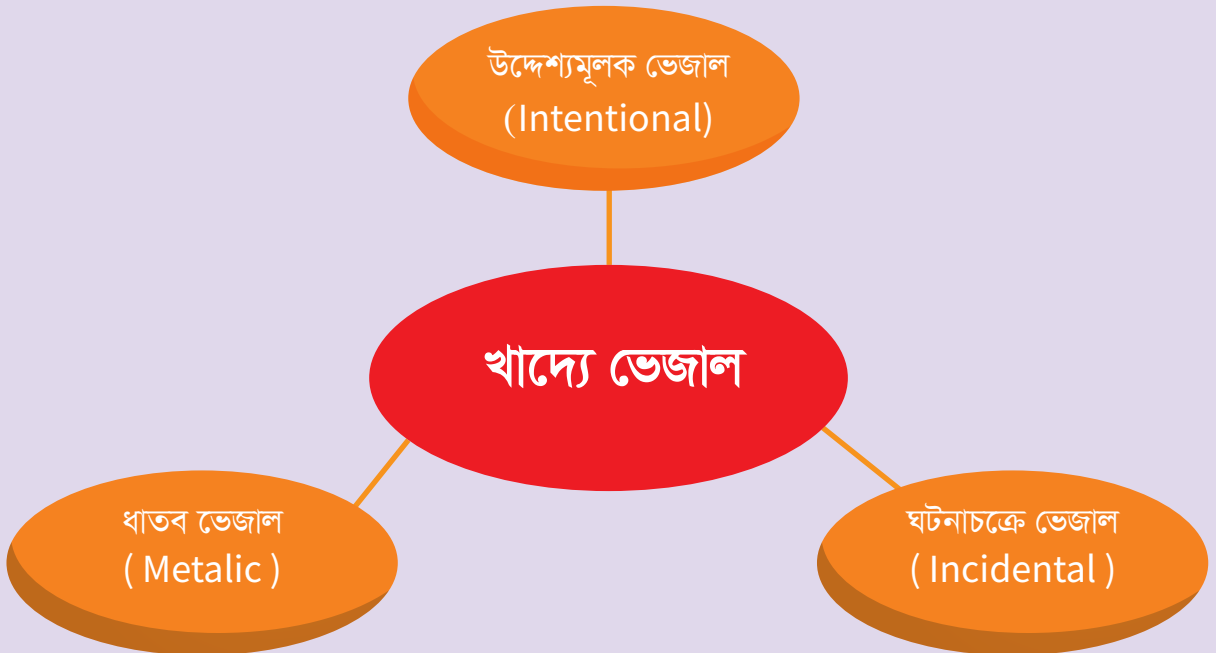 উদ্দেশ্যমূলক ভেজাল
(Intentional)
খাদ্যে ভেজাল
ধাতব ভেজাল
( Metalic )
ঘটনাচক্রে ভেজাল
( Incidental )